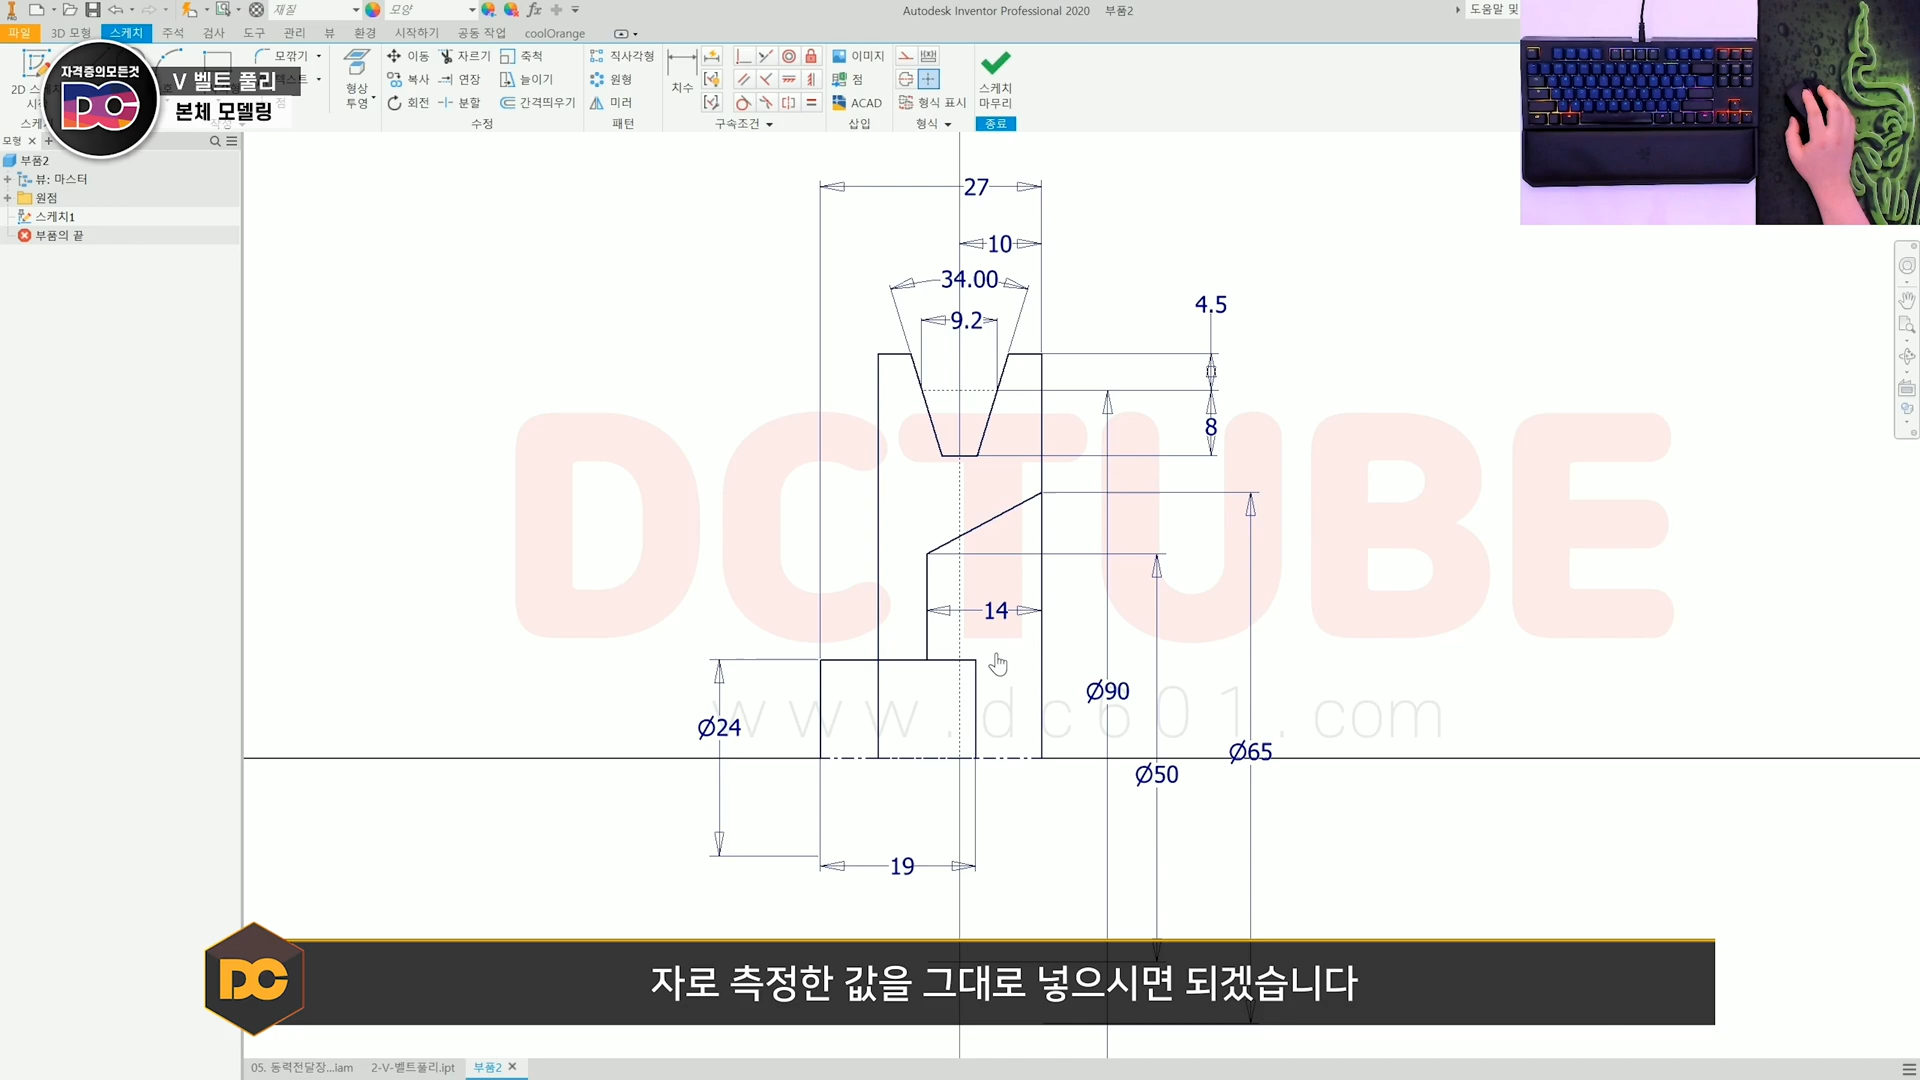 재질
모양
Autodesk Inventor Professional 2020 부품2
도움말 및
파일 3D 모형 스케치 주석 검사 도구 관리 뷰 환경 시작하기 공동 작업 coolOrange
모깎기 형상 투영 이동 자르기 축척 직사각형 치수 이미지 스케치 마무리
복사 연장 늘이기 원형 점
회전 분할 간격띄우기 미러 ACAD 형식 표시
수정 패턴 구속조건 삽입 형식 종료
자격증의모든것
DC
V 벨트 풀리
본체 모델링
모형
부품2
뷰: 마스터
원점
스케치1
부품의 끝
27
10
34.00
9.2
4.5
8
14
Ø90
Ø24
Ø65
Ø50
19
DCTUBE
www.dc601.com
DC
자로 측정한 값을 그대로 넣으시면 되겠습니다
05. 동력전달장...iam 2-V-벨트풀리.ipt 부품2